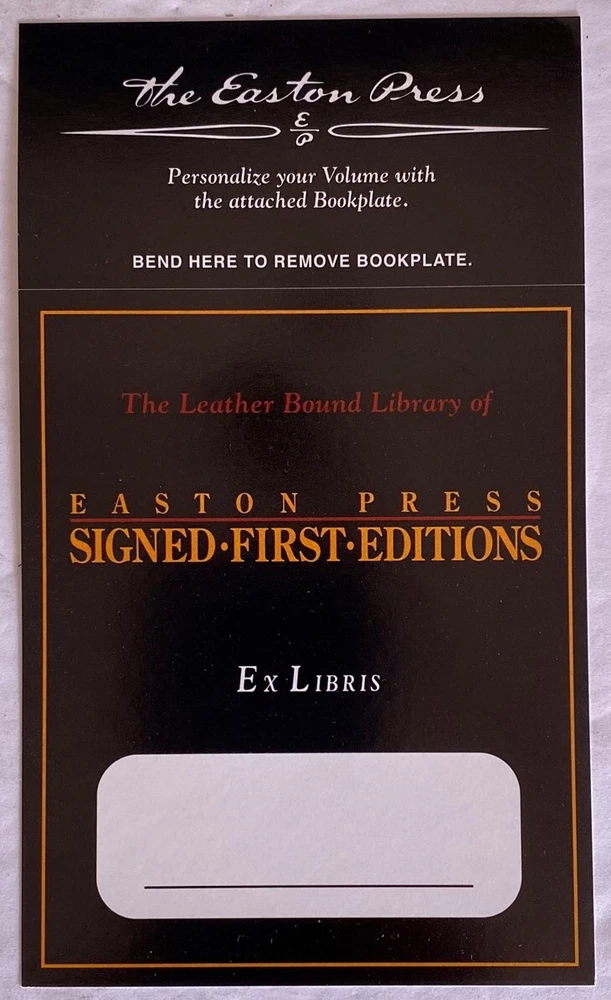 The Easton Press
E
P
Personalize your Volume with
the attached Bookplate.
BEND HERE TO REMOVE BOOKPLATE.
The Leather Bound Library of
EASTON PRESS
SIGNED·FIRST·EDITIONS
EX LIBRIS